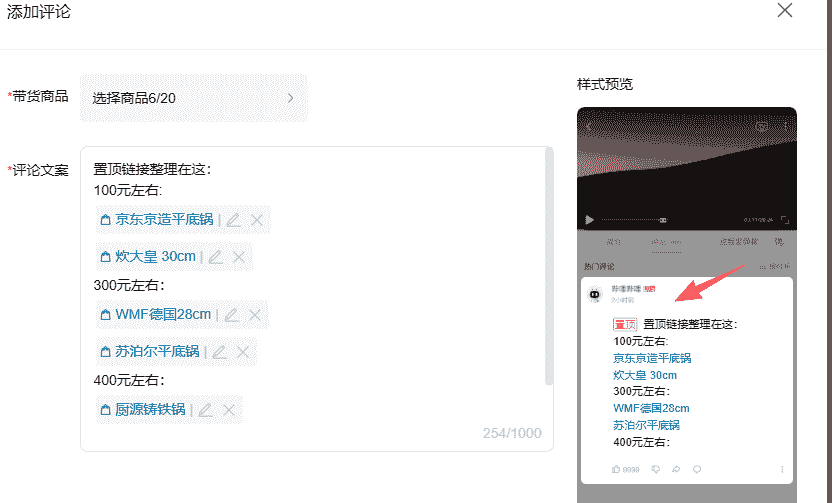 添加评论
*带货商品
选择商品6/20
*评论文案
置顶链接整理在这：
100元左右：
京东京造平底锅
炊大皇 30cm
300元左右：
WMF德国28cm
苏泊尔平底锅
400元左右：
厨源铸铁锅
254/1000
样式预览
热门评论
2小时前
置顶 置顶链接整理在这：
100元左右：
京东京造平底锅
炊大皇 30cm
300元左右：
WMF德国28cm
苏泊尔平底锅
400元左右：
9999